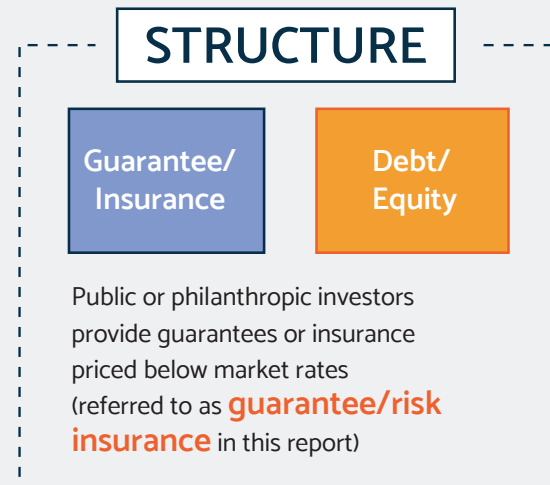 STRUCTURE
Guarantee/
Insurance
Debt/
Equity
Public or philanthropic investors
provide guarantees or insurance
priced below market rates
(referred to as guarantee/risk
insurance in this report)